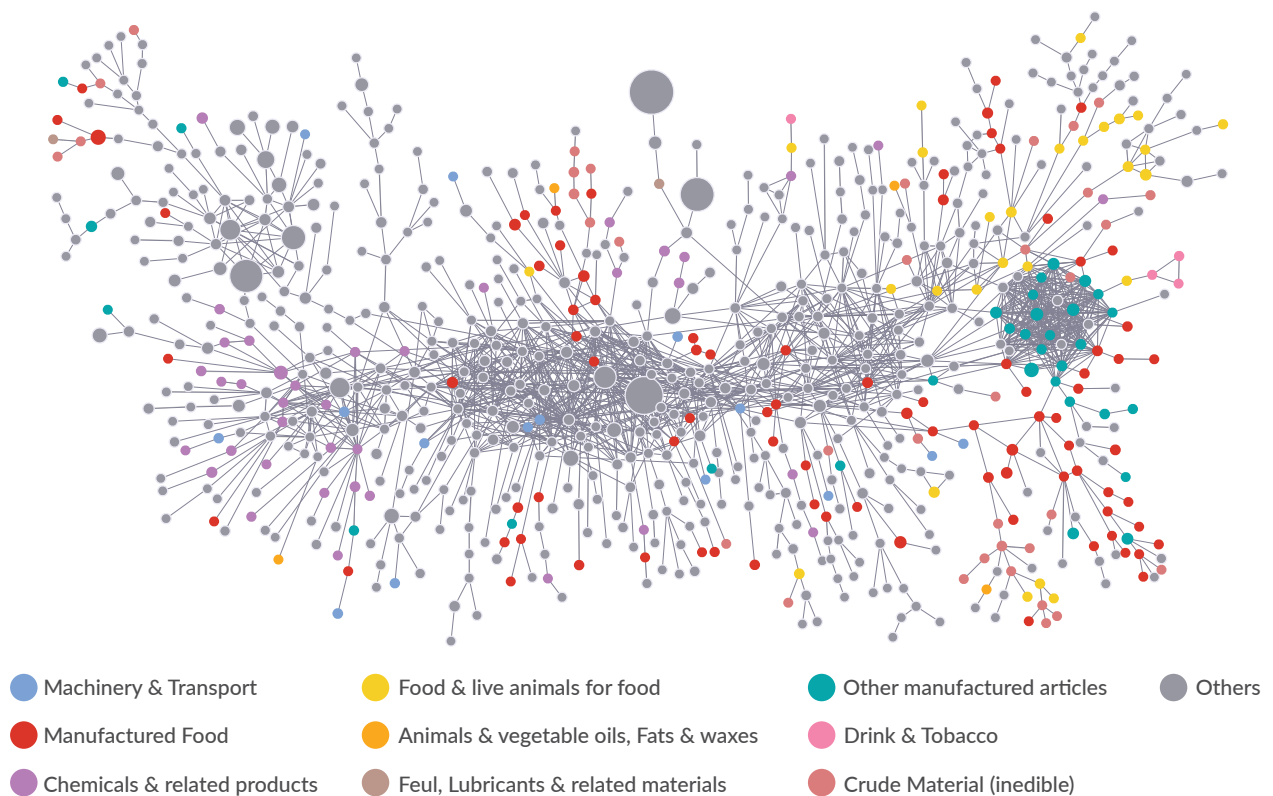 Machinery & Transport
Food & live animals for food
Other manufactured articles
Others
Manufactured Food
Animals & vegetable oils, Fats & waxes
Drink & Tobacco
Chemicals & related products
Feul, Lubricants & related materials
Crude Material (inedible)